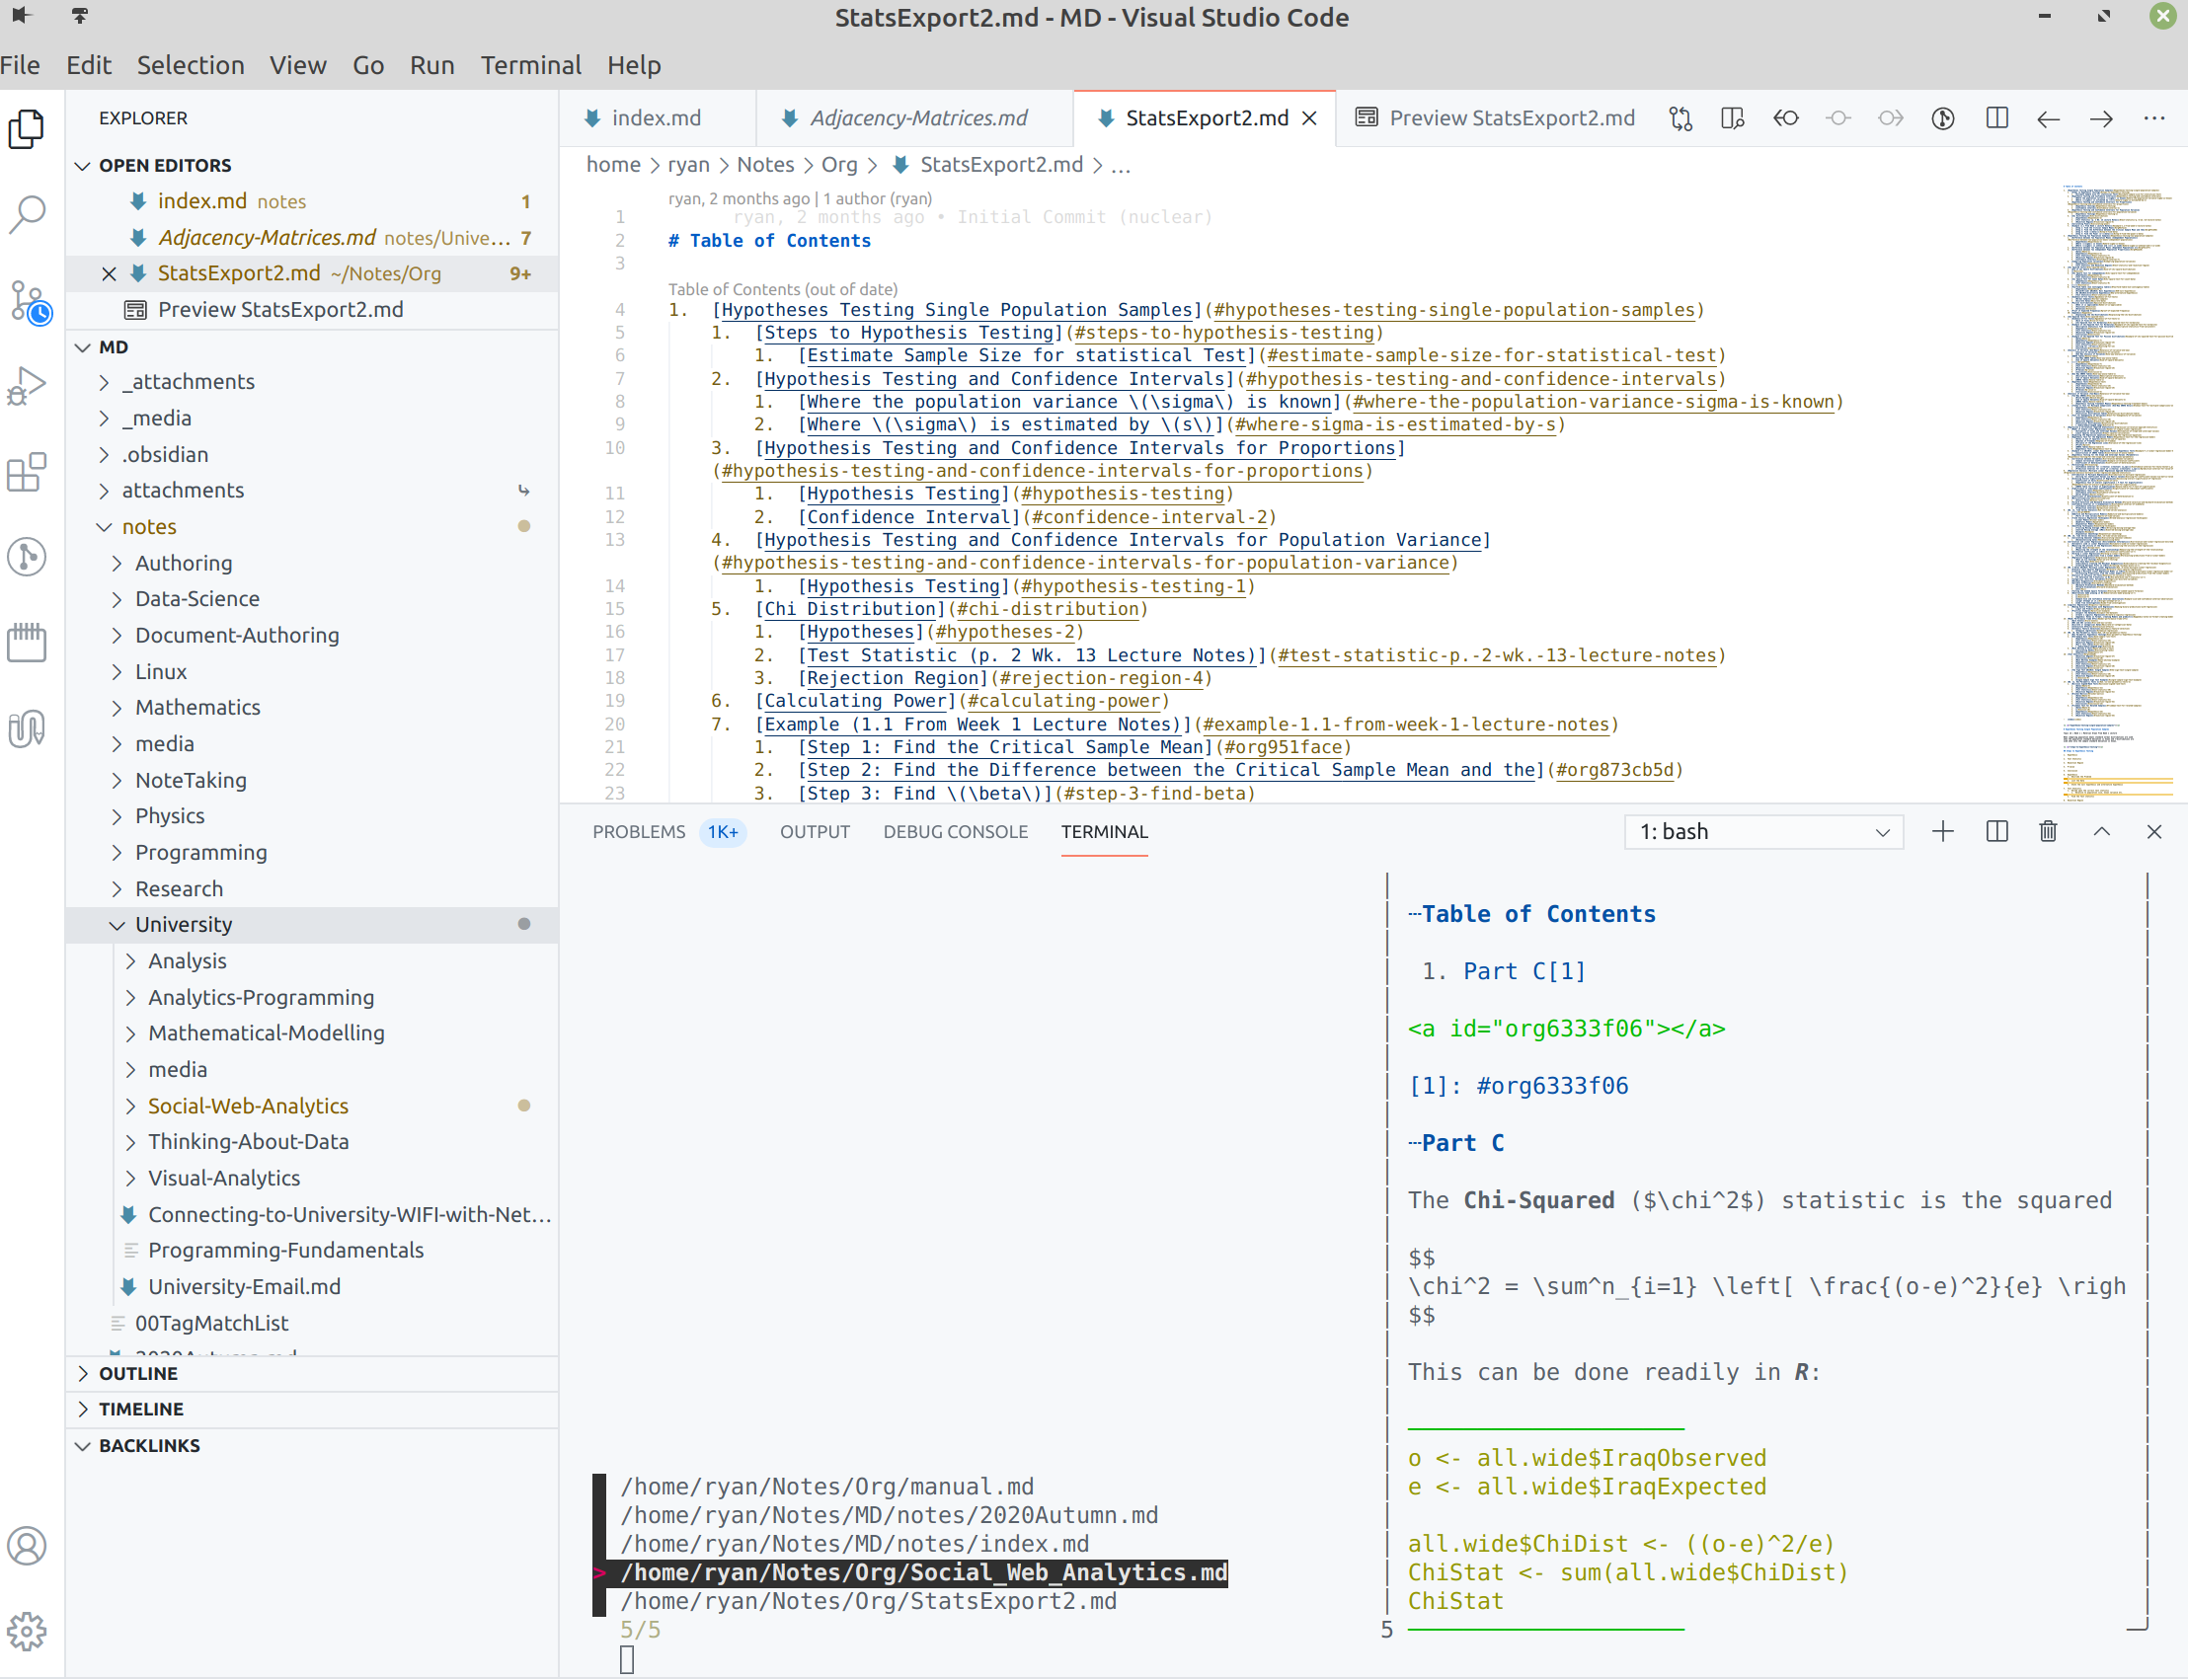 StatsExport2.md - MD - Visual Studio Code
File Edit Selection View Go Run Terminal Help
EXPLORER
OPEN EDITORS
index.md notes 1
Adjacency-Matrices.md notes/Unive... 7
StatsExport2.md ~/Notes/Org 9+
Preview StatsExport2.md
MD
_attachments
_media
.obsidian
attachments
notes
Authoring
Data-Science
Document-Authoring
Linux
Mathematics
media
NoteTaking
Physics
Programming
Research
University
Analysis
Analytics-Programming
Mathematical-Modelling
media
Social-Web-Analytics
Thinking-About-Data
Visual-Analytics
Connecting-to-University-WIFI-with-Net...
Programming-Fundamentals
University-Email.md
00TagMatchList
2020Autumn.md
OUTLINE
TIMELINE
BACKLINKS
index.md Adjacency-Matrices.md StatsExport2.md Preview StatsExport2.md
home > ryan > Notes > Org > StatsExport2.md > ...
ryan, 2 months ago | 1 author (ryan)
1 ryan, 2 months ago • Initial Commit (nuclear)
2 # Table of Contents
3
Table of Contents (out of date)
4 1. [Hypotheses Testing Single Population Samples](#hypotheses-testing-single-population-samples)
5 1. [Steps to Hypothesis Testing](#steps-to-hypothesis-testing)
6 1. [Estimate Sample Size for statistical Test](#estimate-sample-size-for-statistical-test)
7 2. [Hypothesis Testing and Confidence Intervals](#hypothesis-testing-and-confidence-intervals)
8 1. [Where the population variance \(\sigma\) is known](#where-the-population-variance-sigma-is-known)
9 2. [Where \(\sigma\) is estimated by \(s\)](#where-sigma-is-estimated-by-s)
10 3. [Hypothesis Testing and Confidence Intervals for Proportions]
(#hypothesis-testing-and-confidence-intervals-for-proportions)
11 1. [Hypothesis Testing](#hypothesis-testing)
12 2. [Confidence Interval](#confidence-interval-2)
13 4. [Hypothesis Testing and Confidence Intervals for Population Variance]
(#hypothesis-testing-and-confidence-intervals-for-population-variance)
14 1. [Hypothesis Testing](#hypothesis-testing-1)
15 5. [Chi Distribution](#chi-distribution)
16 1. [Hypotheses](#hypotheses-2)
17 2. [Test Statistic (p. 2 Wk. 13 Lecture Notes)](#test-statistic-p.-2-wk.-13-lecture-notes)
18 3. [Rejection Region](#rejection-region-4)
19 6. [Calculating Power](#calculating-power)
20 7. [Example (1.1 From Week 1 Lecture Notes)](#example-1.1-from-week-1-lecture-notes)
21 1. [Step 1: Find the Critical Sample Mean](#org951face)
22 2. [Step 2: Find the Difference between the Critical Sample Mean and the](#org873cb5d)
23 3. [Step 3: Find \(\beta\)](#step-3-find-beta)
PROBLEMS 1K+ OUTPUT DEBUG CONSOLE TERMINAL 1: bash
/home/ryan/Notes/Org/manual.md
/home/ryan/Notes/MD/notes/2020Autumn.md
/home/ryan/Notes/MD/notes/index.md
> /home/ryan/Notes/Org/Social_Web_Analytics.md
/home/ryan/Notes/Org/StatsExport2.md
5/5
Table of Contents
1. Part C[1]
<a id="org6333f06"></a>
[1]: #org6333f06
Part C
The Chi-Squared ($\chi^2$) statistic is the squared
$$
\chi^2 = \sum^n_{i=1} \left[ \frac{(o-e)^2}{e} \righ
$$
This can be done readily in R:
o <- all.wide$IraqObserved
e <- all.wide$IraqExpected
all.wide$ChiDist <- ((o-e)^2/e)
ChiStat <- sum(all.wide$ChiDist)
ChiStat
5